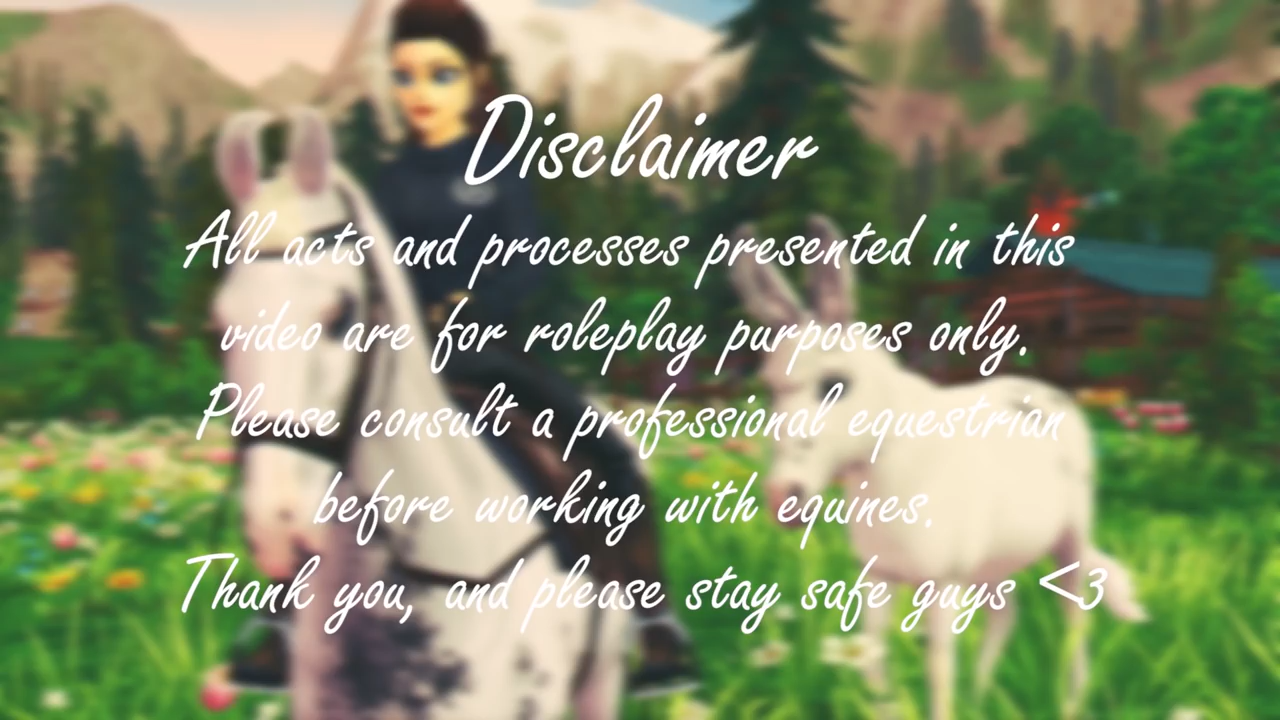 Disclaimer
All acts and processes presented in this
video are for roleplay purposes only.
Please consult a professional equestrian
before working with equines.
Thank you, and please stay safe guys <3